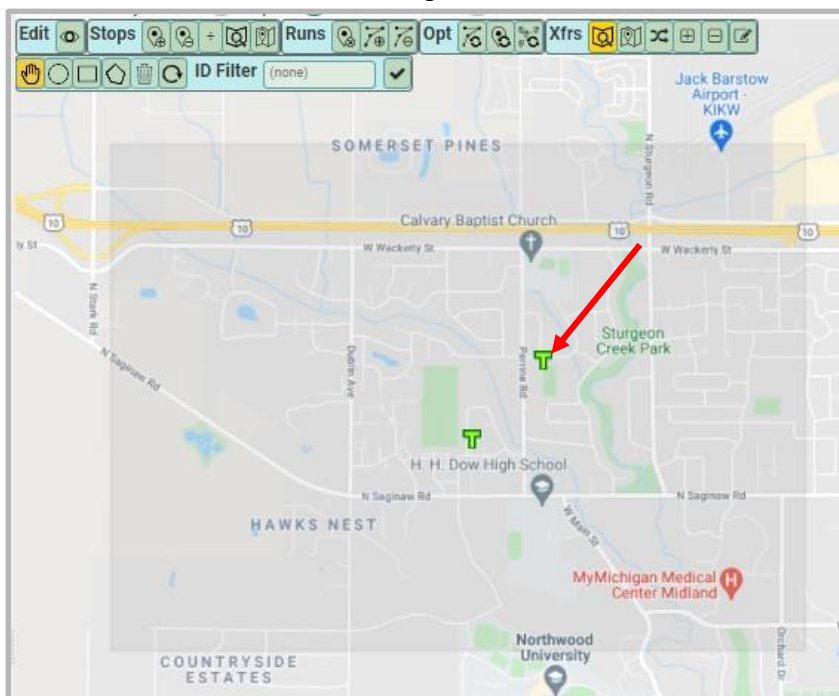 Edit Stops Runs Opt Xfrs
ID Filter (none)
Jack Barstow
Airport -
KIKW
SOMERSET PINES
N Sturgeon Rd
10
10
Calvary Baptist Church
10
10
ly St
W Wackerly St
W Wackerly St
N Stark Rd
N Saginaw Rd
Dublin Ave
Perrine Rd
Sturgeon
Creek Park
T
T
H. H. Dow High School
N Saginaw Rd
N Saginaw Rd
HAWKS NEST
W Main St
MyMichigan Medical
Center Midland
H
Northwood
University
Orchard Dr
COUNTRYSIDE
ESTATES